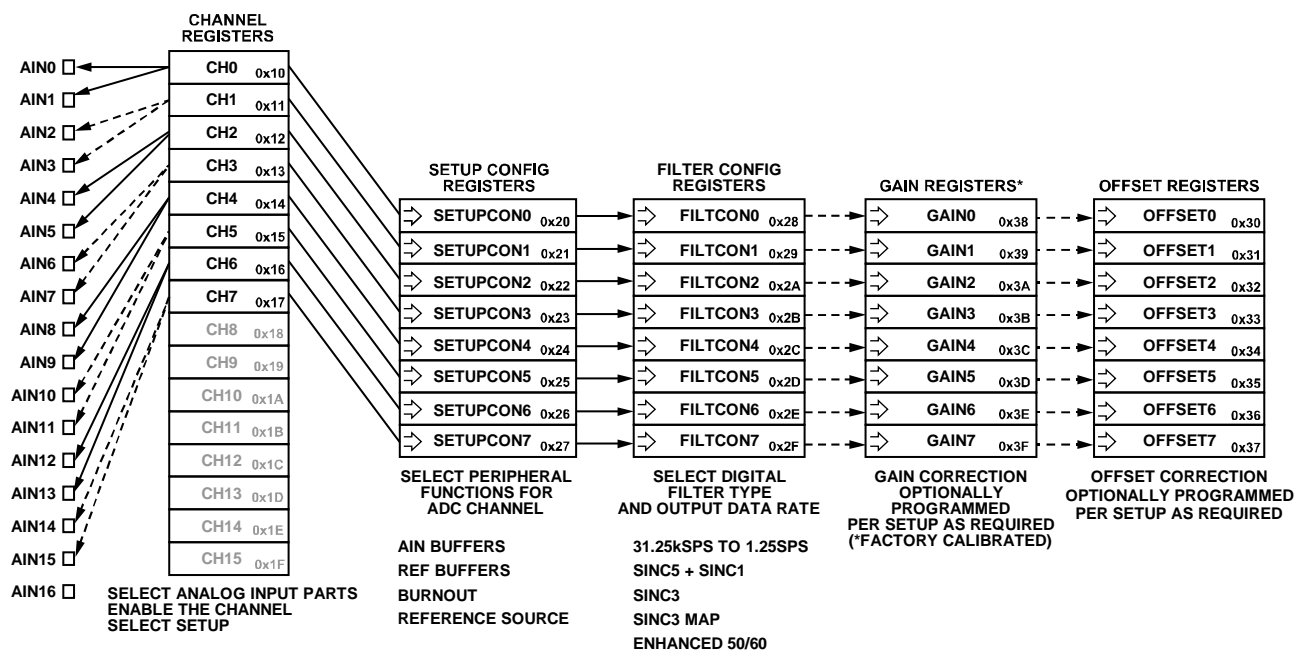 CHANNEL
REGISTERS
AIN0
AIN1
AIN2
AIN3
AIN4
AIN5
AIN6
AIN7
AIN8
AIN9
AIN10
AIN11
AIN12
AIN13
AIN14
AIN15
AIN16
CH0 0x10
CH1 0x11
CH2 0x12
CH3 0x13
CH4 0x14
CH5 0x15
CH6 0x16
CH7 0x17
CH8 0x18
CH9 0x19
CH10 0x1A
CH11 0x1B
CH12 0x1C
CH13 0x1D
CH14 0x1E
CH15 0x1F
SELECT ANALOG INPUT PARTS
ENABLE THE CHANNEL
SELECT SETUP
SETUP CONFIG
REGISTERS
SETUPCON0 0x20
SETUPCON1 0x21
SETUPCON2 0x22
SETUPCON3 0x23
SETUPCON4 0x24
SETUPCON5 0x25
SETUPCON6 0x26
SETUPCON7 0x27
SELECT PERIPHERAL
FUNCTIONS FOR
ADC CHANNEL
AIN BUFFERS
REF BUFFERS
BURNOUT
REFERENCE SOURCE
FILTER CONFIG
REGISTERS
FILTCON0 0x28
FILTCON1 0x29
FILTCON2 0x2A
FILTCON3 0x2B
FILTCON4 0x2C
FILTCON5 0x2D
FILTCON6 0x2E
FILTCON7 0x2F
SELECT DIGITAL
FILTER TYPE
AND OUTPUT DATA RATE
31.25kSPS TO 1.25SPS
SINC5 + SINC1
SINC3
SINC3 MAP
ENHANCED 50/60
GAIN REGISTERS*
GAIN0 0x38
GAIN1 0x39
GAIN2 0x3A
GAIN3 0x3B
GAIN4 0x3C
GAIN5 0x3D
GAIN6 0x3E
GAIN7 0x3F
GAIN CORRECTION
OPTIONALLY
PROGRAMMED
PER SETUP AS REQUIRED
(*FACTORY CALIBRATED)
OFFSET REGISTERS
OFFSET0 0x30
OFFSET1 0x31
OFFSET2 0x32
OFFSET3 0x33
OFFSET4 0x34
OFFSET5 0x35
OFFSET6 0x36
OFFSET7 0x37
OFFSET CORRECTION
OPTIONALLY PROGRAMMED
PER SETUP AS REQUIRED